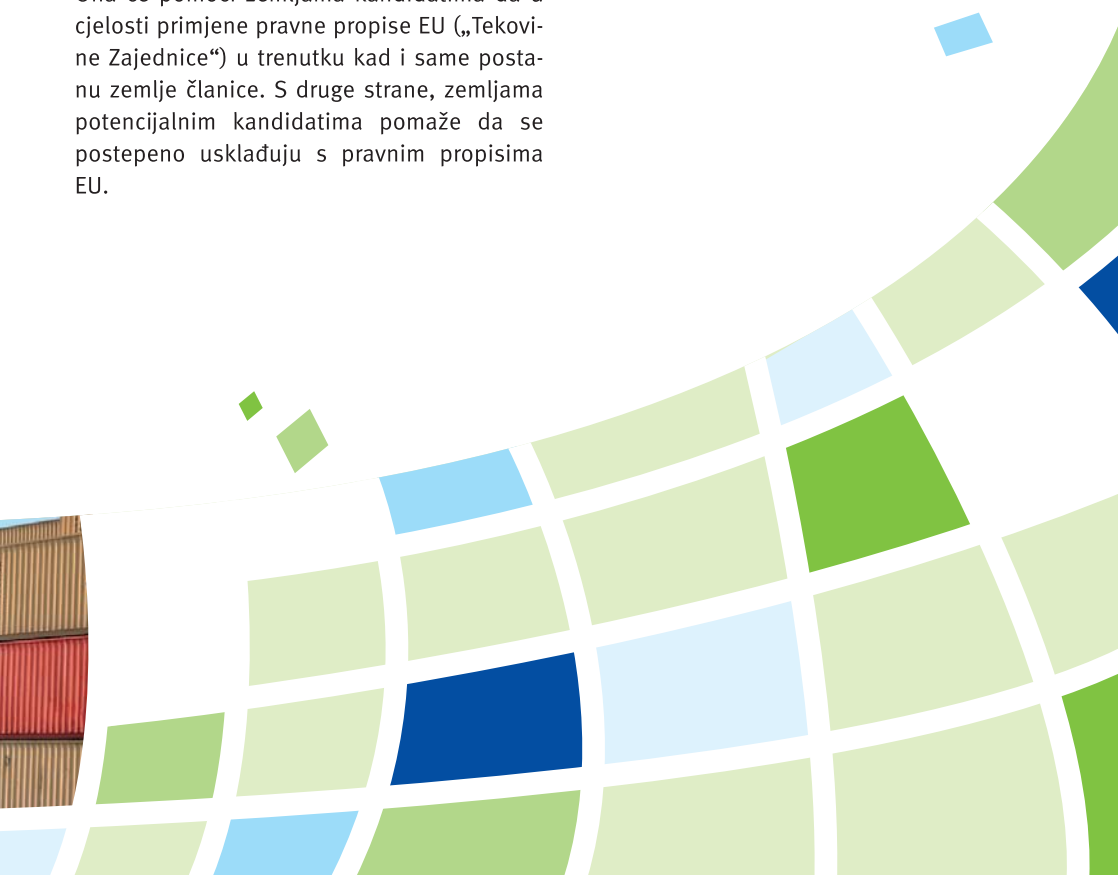 cjelosti primjene pravne propise EU („Tekovi-
ne Zajednice“) u trenutku kad i same posta-
nu zemlje članice. S druge strane, zemljama
potencijalnim kandidatima pomaže da se
postepeno usklađuju s pravnim propisima
EU.